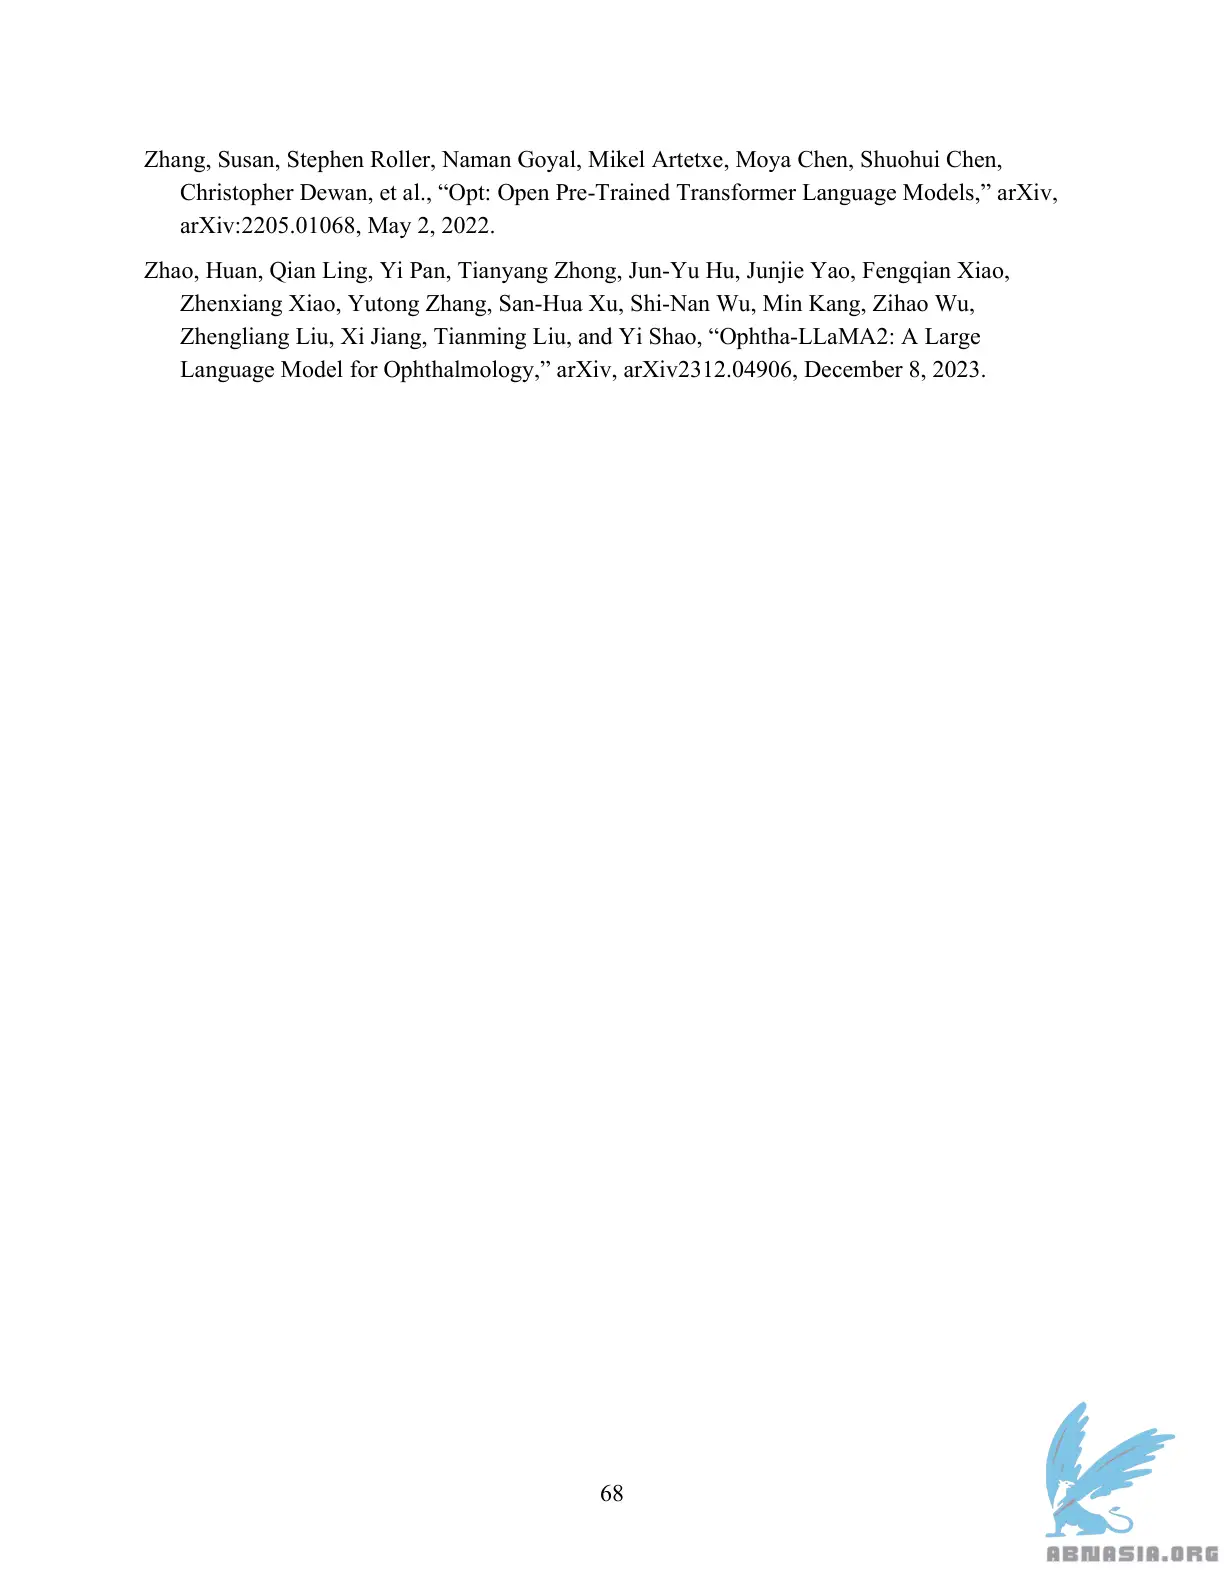 Zhang, Susan, Stephen Roller, Naman Goyal, Mikel Artetxe, Moya Chen, Shuohui Chen,
Christopher Dewan, et al., “Opt: Open Pre-Trained Transformer Language Models,” arXiv,
arXiv:2205.01068, May 2, 2022.
Zhao, Huan, Qian Ling, Yi Pan, Tianyang Zhong, Jun-Yu Hu, Junjie Yao, Fengqian Xiao,
Zhenxiang Xiao, Yutong Zhang, San-Hua Xu, Shi-Nan Wu, Min Kang, Zihao Wu,
Zhengliang Liu, Xi Jiang, Tianming Liu, and Yi Shao, “Ophtha-LLaMA2: A Large
Language Model for Ophthalmology,” arXiv, arXiv2312.04906, December 8, 2023.
68
ABNASIA.ORG